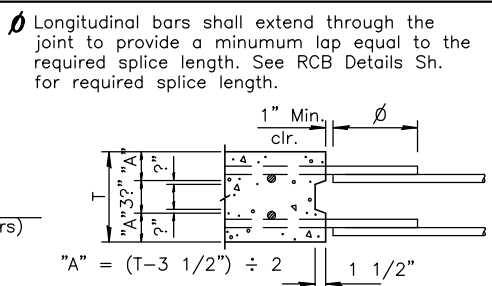 Ø Longitudinal bars shall extend through the
joint to provide a minumum lap equal to the
required splice length. See RCB Details Sh.
for required splice length.
1" Min.
clr.
Ø
"A"
?"
T
3?"
"A"
?"
rs)
"A" = (T-3 1/2") ÷ 2
1 1/2"